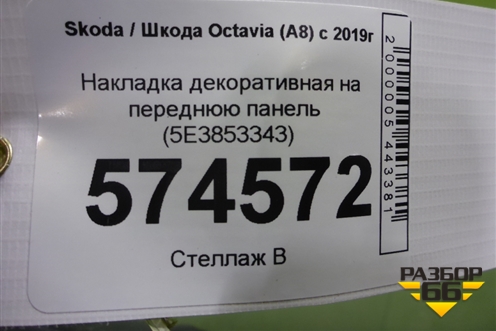 Skoda / Шкода Octavia (A8) с 2019г
Накладка декоративная на
переднюю панель
(5E3853343)
574572
Стеллаж В
2000005443381
РАЗБОР
66